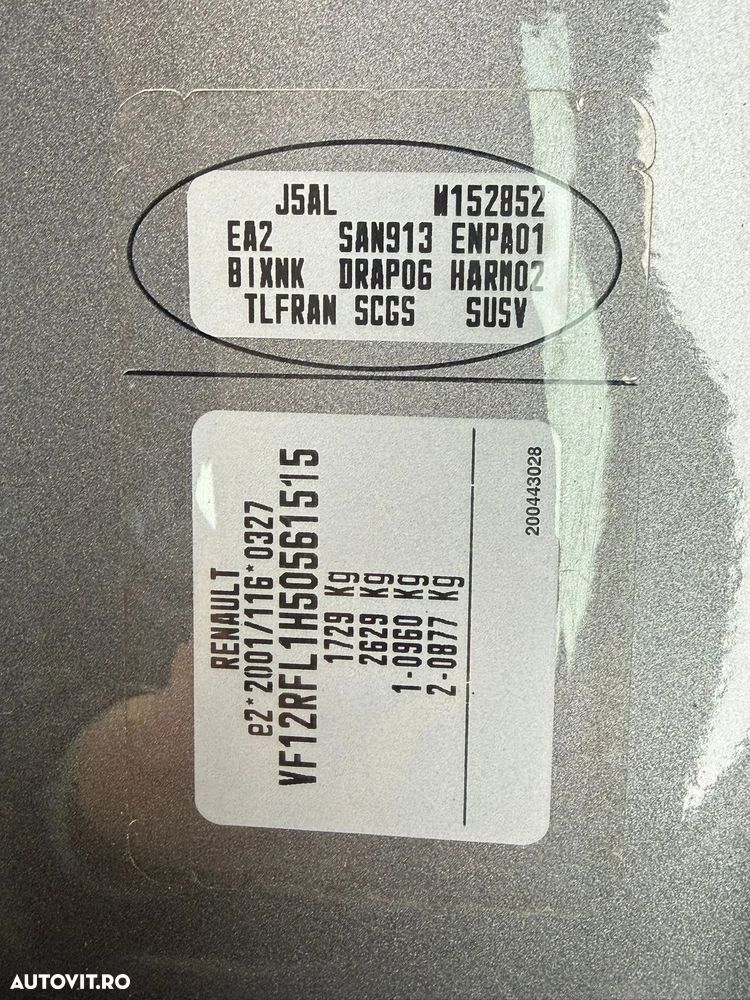 J5AL M152852
EA2 SAN913 ENPA01
BIXNK DRAP06 HARM02
TLFRAN SCGS SUSV
RENAULT
e2*2001/116*0327
VF12RFL1H50561515
1729 Kg
2629 Kg
1-0960 Kg
2-0877 Kg
200443028
AUTOVIT.RO